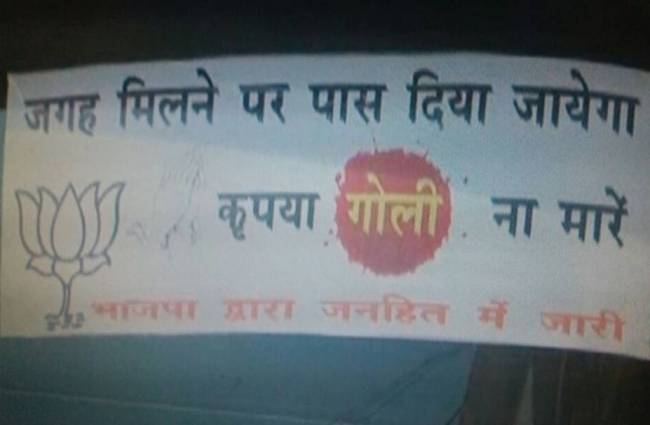 जगह मिलने पर पास दिया जायेगा
कृपया गोली ना मारें
भाजपा द्वारा जनहित में जारी